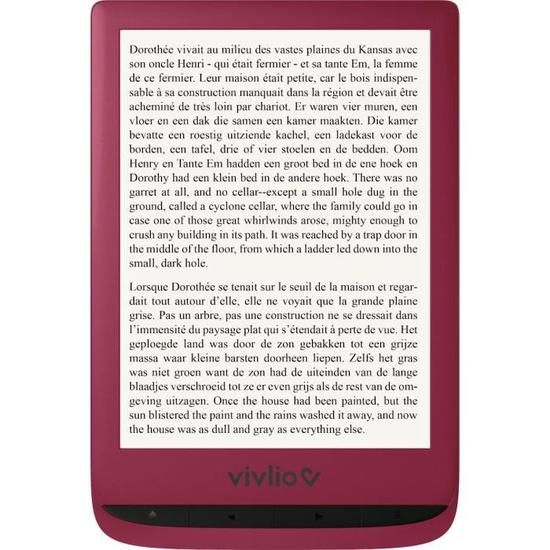 Dorothée vivait au milieu des vastes plaines du Kansas avec
son oncle Henri - qui était fermier - et sa tante Em, la femme
de ce fermier. Leur maison était petite, car le bois indispen-
sable à sa construction manquait dans la région et devait être
acheminé de très loin par chariot. Er waren vier muren, een
vloer en een dak die samen een kamer maakten. Die kamer
bevatte een roestig uitziende kachel, een ladekast voor de
borden, een tafel, drie of vier stoelen en de bedden. Oom
Henry en Tante Em hadden een groot bed in de ene hoek en
Dorothy had een klein bed in de andere hoek. There was no
garret at all, and no cellar--except a small hole dug in the
ground, called a cyclone cellar, where the family could go in
case one of those great whirlwinds arose, mighty enough to
crush any building in its path. It was reached by a trap door in
the middle of the floor, from which a ladder led down into the
small, dark hole.
Lorsque Dorothée se tenait sur le seuil de la maison et regar-
dait tout autour d'elle, elle ne voyait que la grande plaine
grise. Pas un arbre, pas une construction ne se dressait dans
l'immensité du paysage plat qui s'étendait à perte de vue. Het
geploegde land was door de zon gebakken tot een grijze
massa waar kleine barsten doorheen liepen. Zelfs het gras
was niet groen want de zon had de uiteinden van de lange
blaadjes verschroeid tot ze er even grijs als de rest van de om-
geving uitzagen. Once the house had been painted, but the
sun blistered the paint and the rains washed it away, and now
the house was as dull and gray as everything else.
vivlio